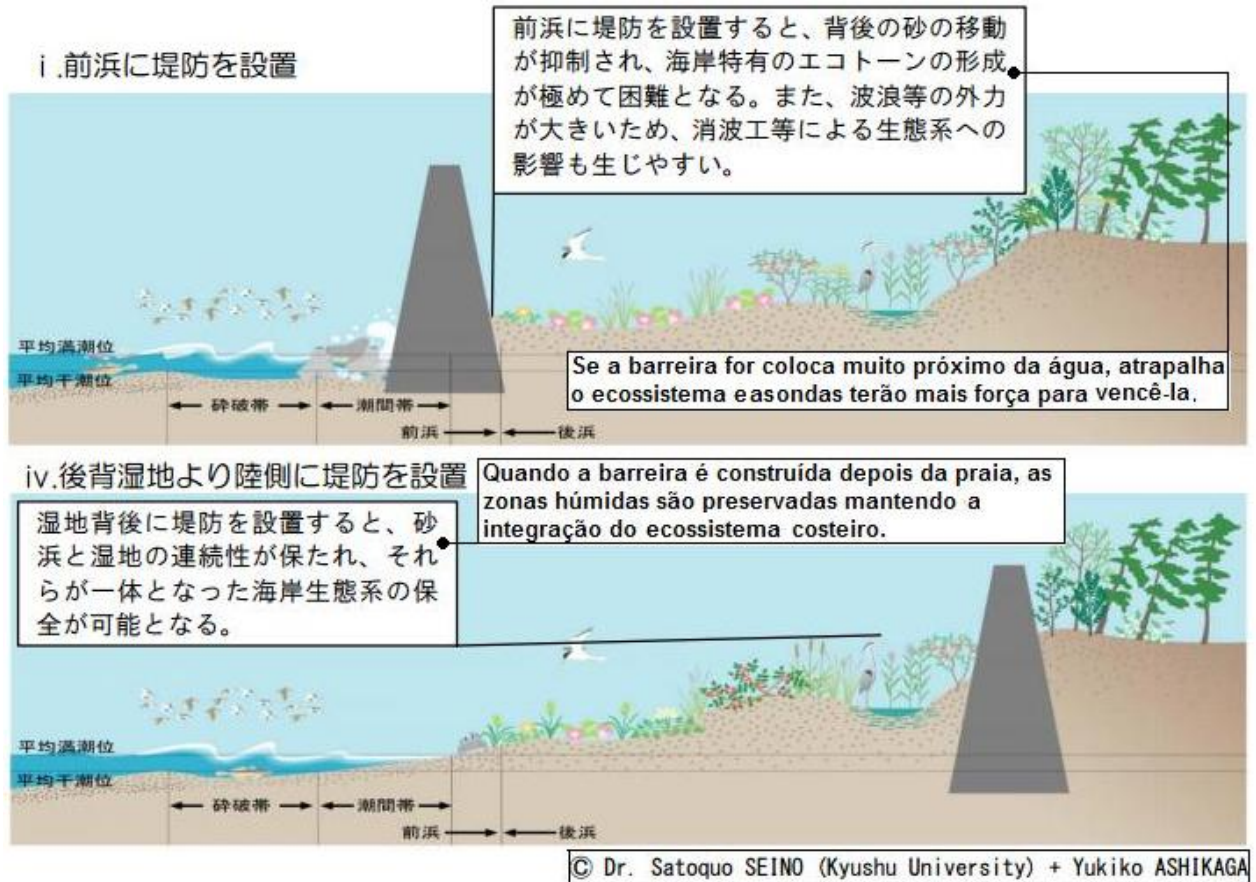 i.前浜に堤防を設置
前浜に堤防を設置すると、背後の砂の移動
が抑制され、海岸特有のエコトーンの形成
が極めて困難となる。また、波浪等の外力
が大きいため、消波工等による生態系への
影響も生じやすい。
平均満潮位
平均干潮位
Se a barreira for coloca muito próximo da água, atrapalha
o ecossistema easondas terão mais força para vencê-la.
砕破帯
潮間帯
前浜
後浜
iv.後背湿地より陸側に堤防を設置
Quando a barreira é construída depois da praia, as
zonas húmidas são preservadas mantendo a
integração do ecossistema costeiro.
湿地背後に堤防を設置すると、砂
浜と湿地の連続性が保たれ、それ
らが一体となった海岸生態系の保
全が可能となる。
平均満潮位
平均干潮位
砕破帯
潮間帯
前浜
後浜
© Dr. Satoquo SEINO (Kyushu University) + Yukiko ASHIKAGA